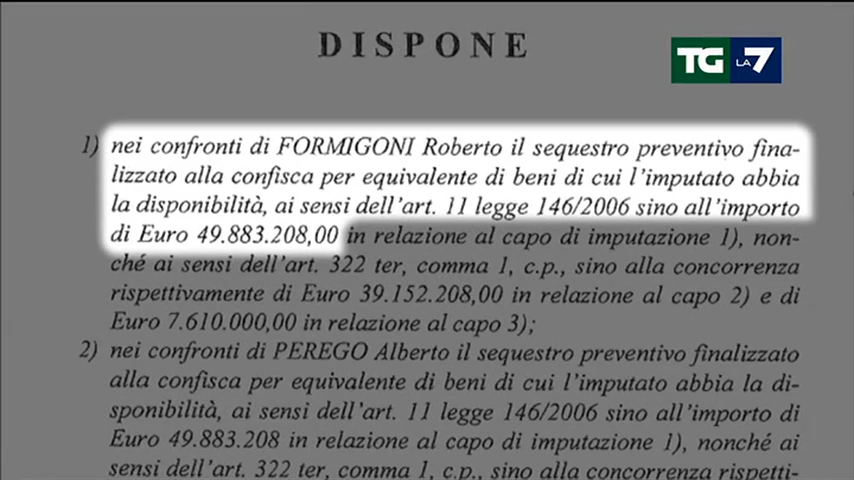 DISPONE
TG LA 7
1) nei confronti di FORMIGONI Roberto il sequestro preventivo fina-
lizzato alla confisca per equivalente di beni di cui l'imputato abbia
la disponibilità, ai sensi dell'art. 11 legge 146/2006 sino all'importo
di Euro 49.883.208,00 in relazione al capo di imputazione 1), non-
ché ai sensi dell'art. 322 ter, comma 1, c.p., sino alla concorrenza
rispettivamente di Euro 39.152.208,00 in relazione al capo 2) e di
Euro 7.610.000,00 in relazione al capo 3);
2) nei confronti di PEREGO Alberto il sequestro preventivo finalizzato
alla confisca per equivalente di beni di cui l'imputato abbia la di-
sponibilità, ai sensi dell'art. 11 legge 146/2006 sino all'importo di
Euro 49.883.208 in relazione al capo di imputazione 1), nonché ai
sensi dell'art. 322 ter, comma 1, c.p., sino alla concorrenza rispetti-